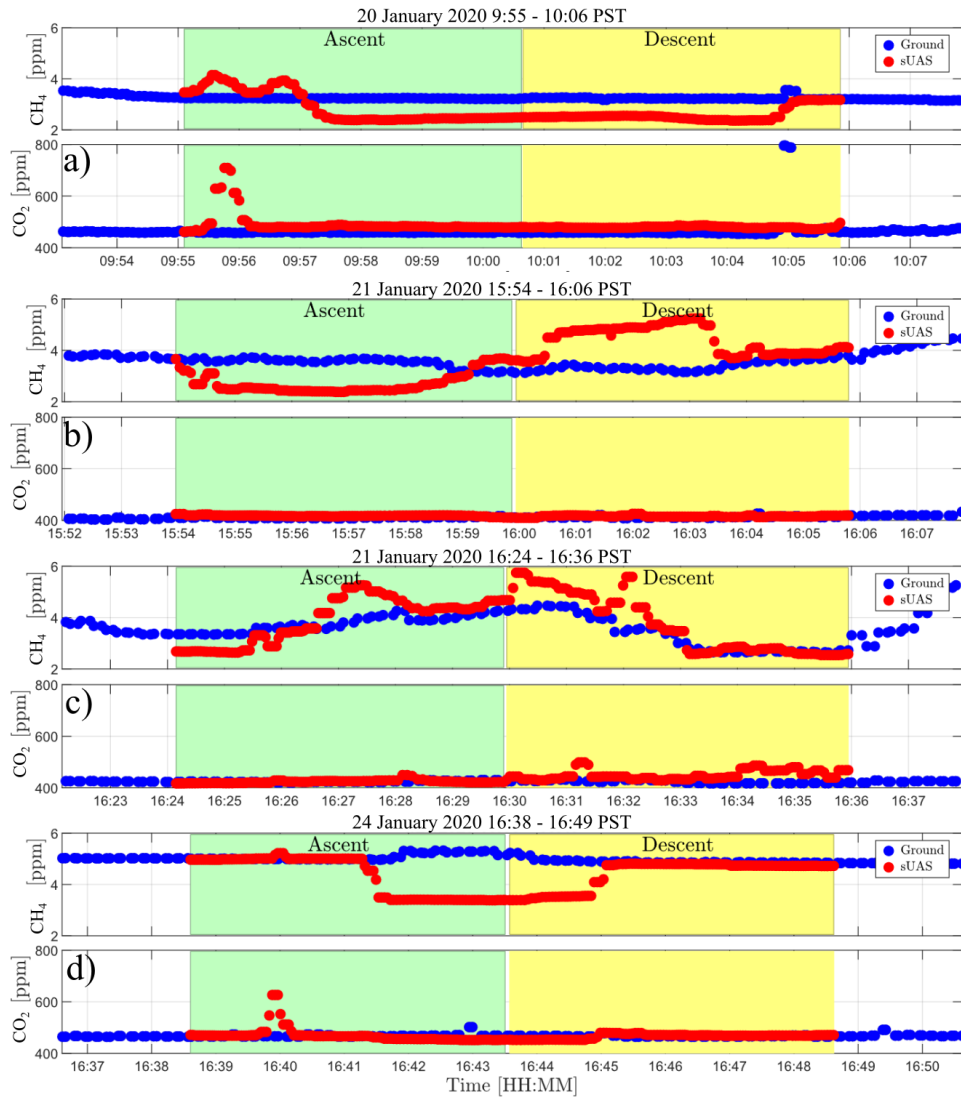 20 January 2020 9:55 - 10:06 PST
Ascent
Descent
Ground
sUAS
CH4 [ppm]
6
4
2
a)
CO2 [ppm]
800
600
400
09:54 09:55 09:56 09:57 09:58 09:59 10:00 10:01 10:02 10:03 10:04 10:05 10:06 10:07
21 January 2020 15:54 - 16:06 PST
Ascent
Descent
Ground
sUAS
CH4 [ppm]
6
4
2
b)
CO2 [ppm]
800
600
400
15:52 15:53 15:54 15:55 15:56 15:57 15:58 15:59 16:00 16:01 16:02 16:03 16:04 16:05 16:06 16:07
21 January 2020 16:24 - 16:36 PST
Ascent
Descent
Ground
sUAS
CH4 [ppm]
6
4
2
c)
CO2 [ppm]
800
600
400
16:23 16:24 16:25 16:26 16:27 16:28 16:29 16:30 16:31 16:32 16:33 16:34 16:35 16:36 16:37
24 January 2020 16:38 - 16:49 PST
Ascent
Descent
Ground
sUAS
CH4 [ppm]
6
4
2
d)
CO2 [ppm]
800
600
400
16:37 16:38 16:39 16:40 16:41 16:42 16:43 16:44 16:45 16:46 16:47 16:48 16:49 16:50
Time [HH:MM]